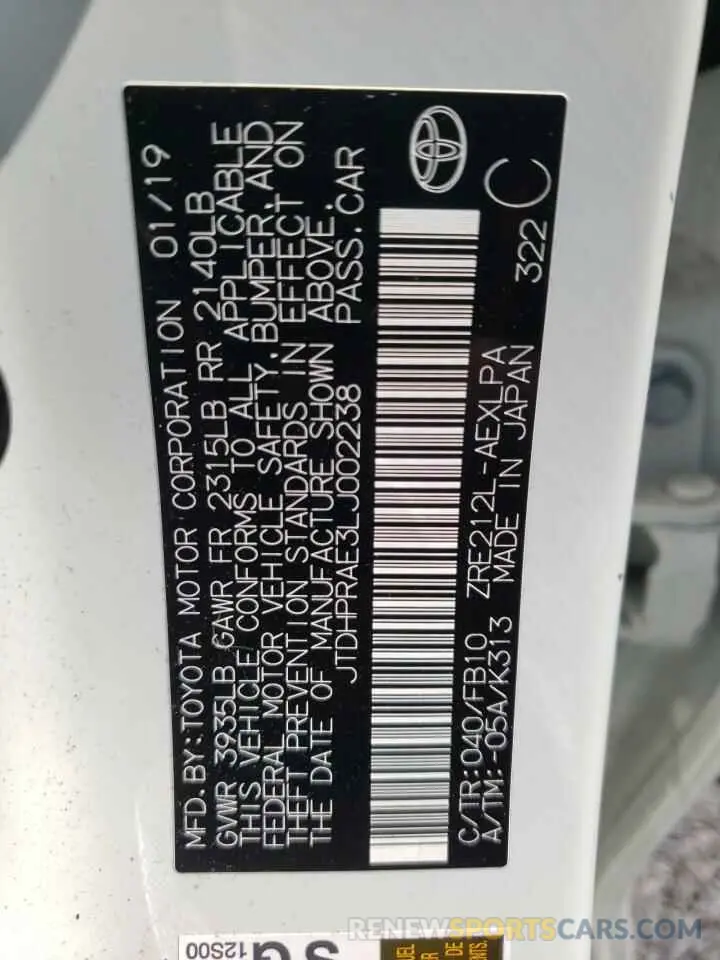 MFD. BY: TOYOTA MOTOR CORPORATION 01/19
GVWR 3935LB GAWR FR 2315LB RR 2140LB
THIS VEHICLE CONFORMS TO ALL APPLICABLE
FEDERAL MOTOR VEHICLE SAFETY, BUMPER, AND
THEFT PREVENTION STANDARDS IN EFFECT ON
THE DATE OF MANUFACTURE SHOWN ABOVE.
JTDHPRAE3LJ002238 PASS. CAR
C/TR: 040/FB10 ZRE212L-AEXLPA 322 C
A/TM: -05A/K313 MADE IN JAPAN
12S00
DE
RENEWSPORTSCARS.COM